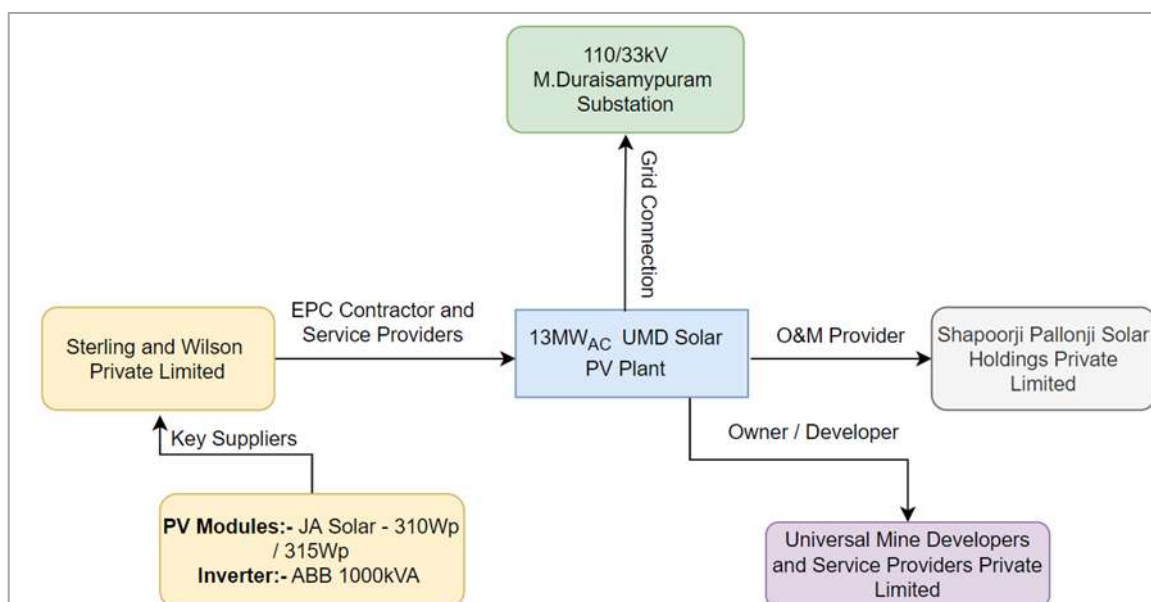 110/33kV
M.Duraisamypuram
Substation
Grid Connection
EPC Contractor and
Service Providers
Sterling and Wilson
Private Limited
13MWAC UMD Solar
PV Plant
O&M Provider
Shapoorji Pallonji Solar
Holdings Private
Limited
Key Suppliers
Owner / Developer
PV Modules:- JA Solar - 310Wp
/ 315Wp
Inverter:- ABB 1000kVA
Universal Mine Developers
and Service Providers Private
Limited